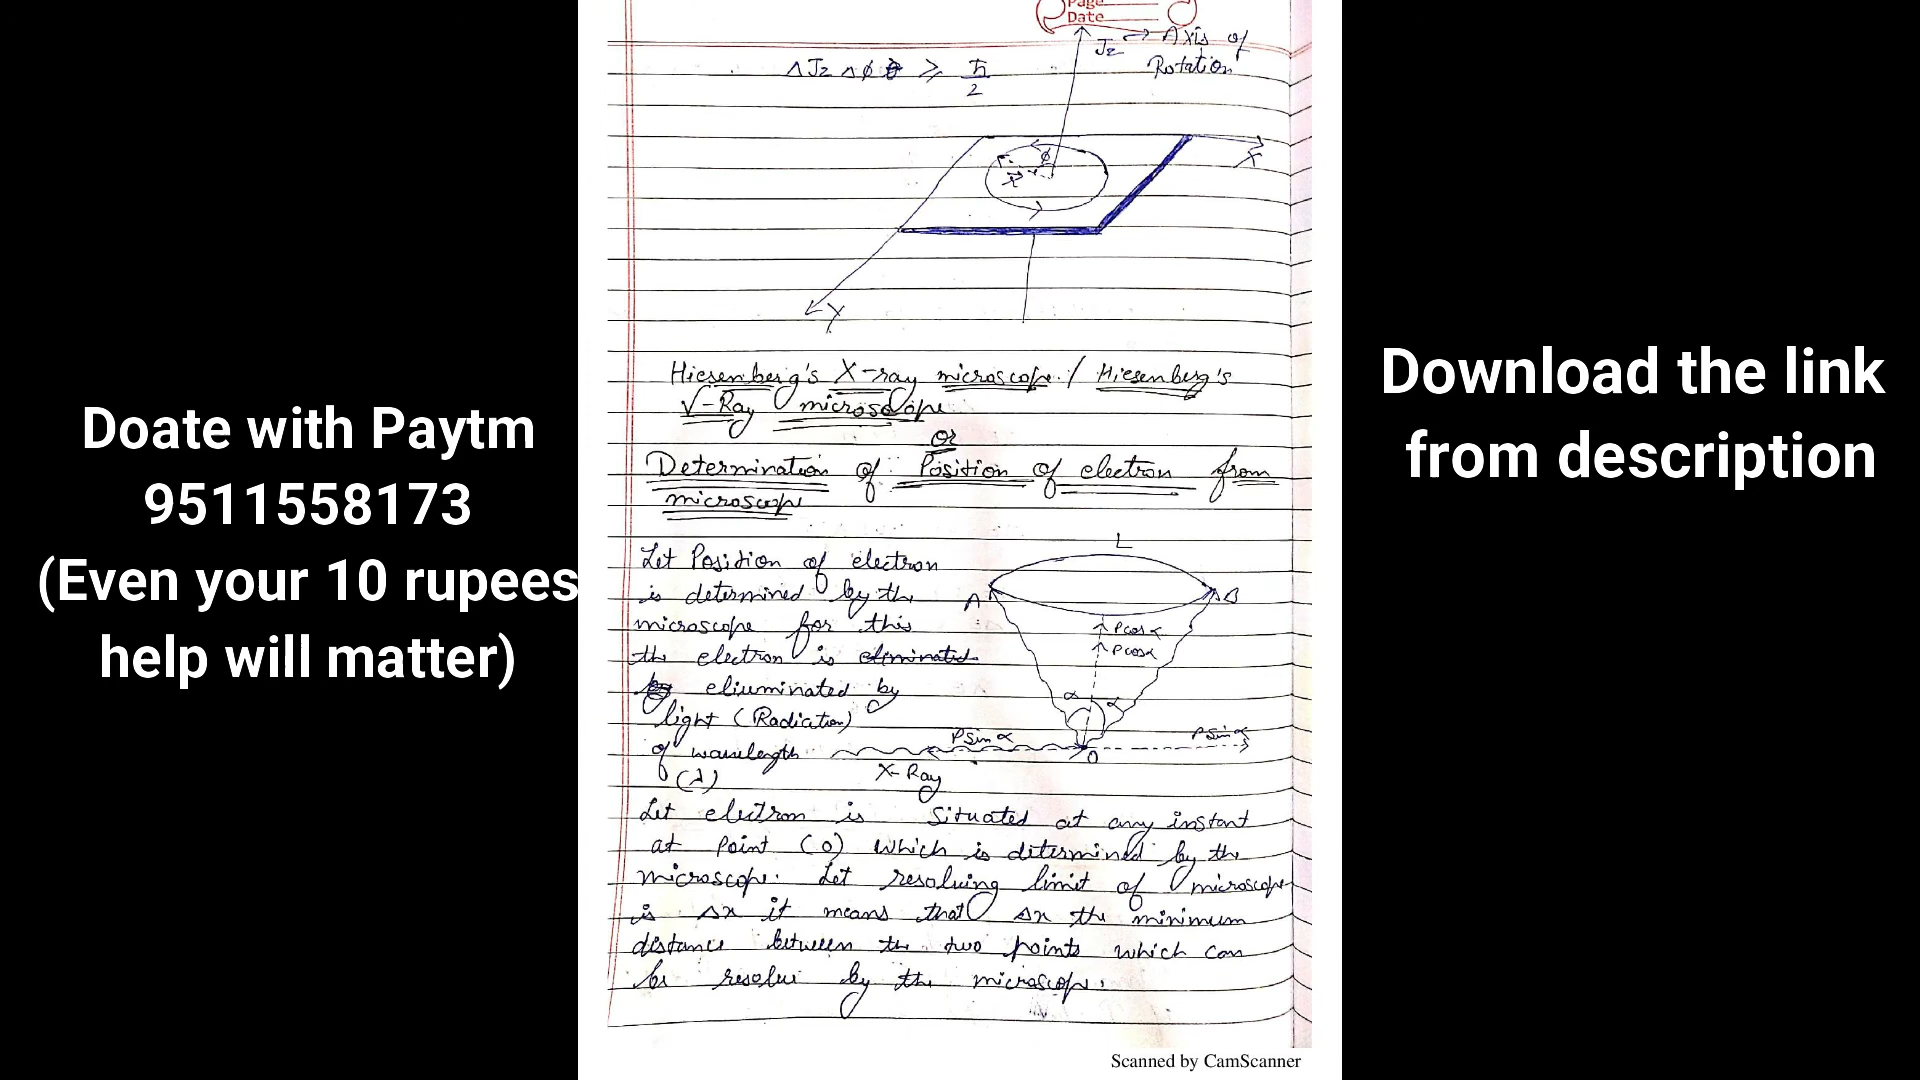 Doate with Paytm
9511558173
(Even your 10 rupees
help will matter)
Page
Date
Jz → Axis of
Rotation
ΔJz Δφ ≥ ħ/2
φ
X
Y
Hiesenberg's X-ray microscope / Hiesenberg's
γ-Ray microscope
or
Determination of Position of electron from
microscope
Let Position of electron
is determined by the
microscope for this
the electron is
eliuminated by
light (Radiation)
of wavelength
(λ)
L
A
B
Pcosα
Pcosα
α
α
Psinα
Psinα
O
X-Ray
Let electron is situated at any instant
at point (o) which is determined by the
microscope. Let resolving limit of microscope
is Δx it means that Δx the minimum
distance between the two points which can
be resolve by the microscope.
Scanned by CamScanner
Download the link
from description